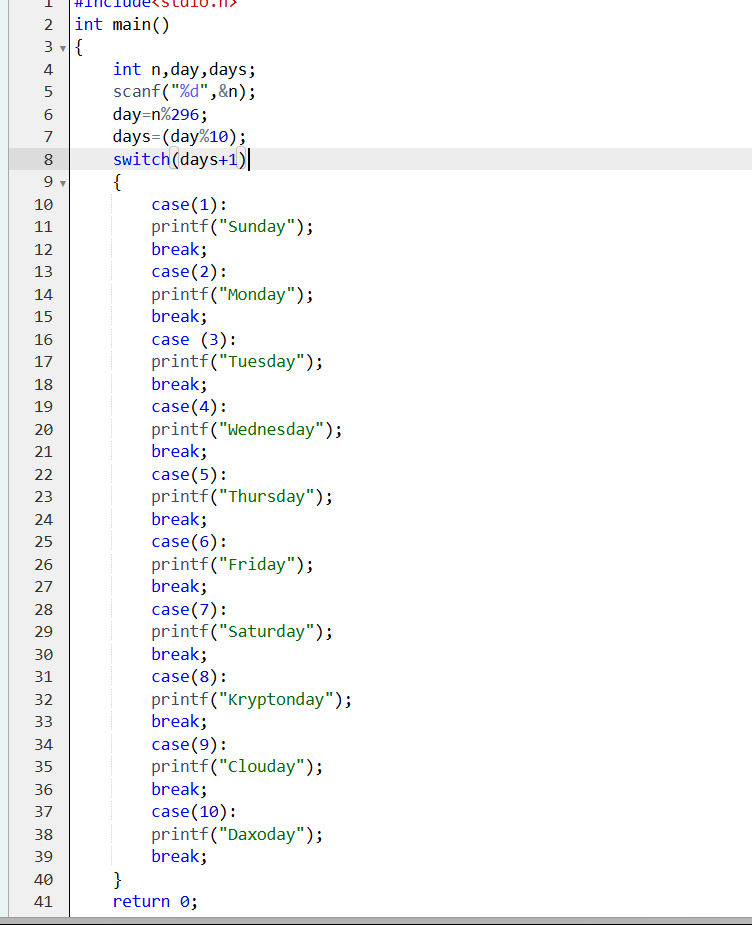 1 #include<stdio.h>
2 int main()
3 {
4 int n,day,days;
5 scanf("%d",&n);
6 day=n%296;
7 days=(day%10);
8 switch(days+1)
9 {
10 case(1):
11 printf("Sunday");
12 break;
13 case(2):
14 printf("Monday");
15 break;
16 case (3):
17 printf("Tuesday");
18 break;
19 case(4):
20 printf("Wednesday");
21 break;
22 case(5):
23 printf("Thursday");
24 break;
25 case(6):
26 printf("Friday");
27 break;
28 case(7):
29 printf("Saturday");
30 break;
31 case(8):
32 printf("Kryptonday");
33 break;
34 case(9):
35 printf("Clouday");
36 break;
37 case(10):
38 printf("Daxoday");
39 break;
40 }
41 return 0;